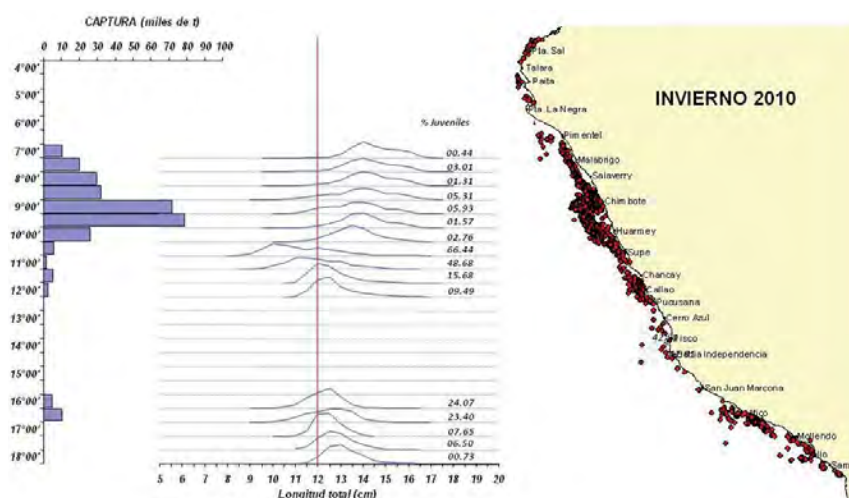 CAPTURA (miles de t)
0 10 20 30 40 50 60 70 80 90 100
4°00'
5°00'
6°00'
7°00'
8°00'
9°00'
10°00'
11°00'
12°00'
13°00'
14°00'
15°00'
16°00'
17°00'
18°00'
% Juveniles
00.44
03.01
01.31
05.31
05.93
01.57
02.76
66.44
48.68
15.68
09.49
24.07
23.40
07.65
06.50
00.73
5 6 7 8 9 10 11 12 13 14 15 16 17 18 19 20
Longitud total (cm)
INVIERNO 2010
Pta. Sal
Talara
Paita
Pta. La Negra
Pimentel
Malabrigo
Salaverry
Chimbote
Huarmey
Supe
Chancay
Callao
Pucusana
Cerro Azul
Pisco
Independencia
San Juan Marcona
Mollendo